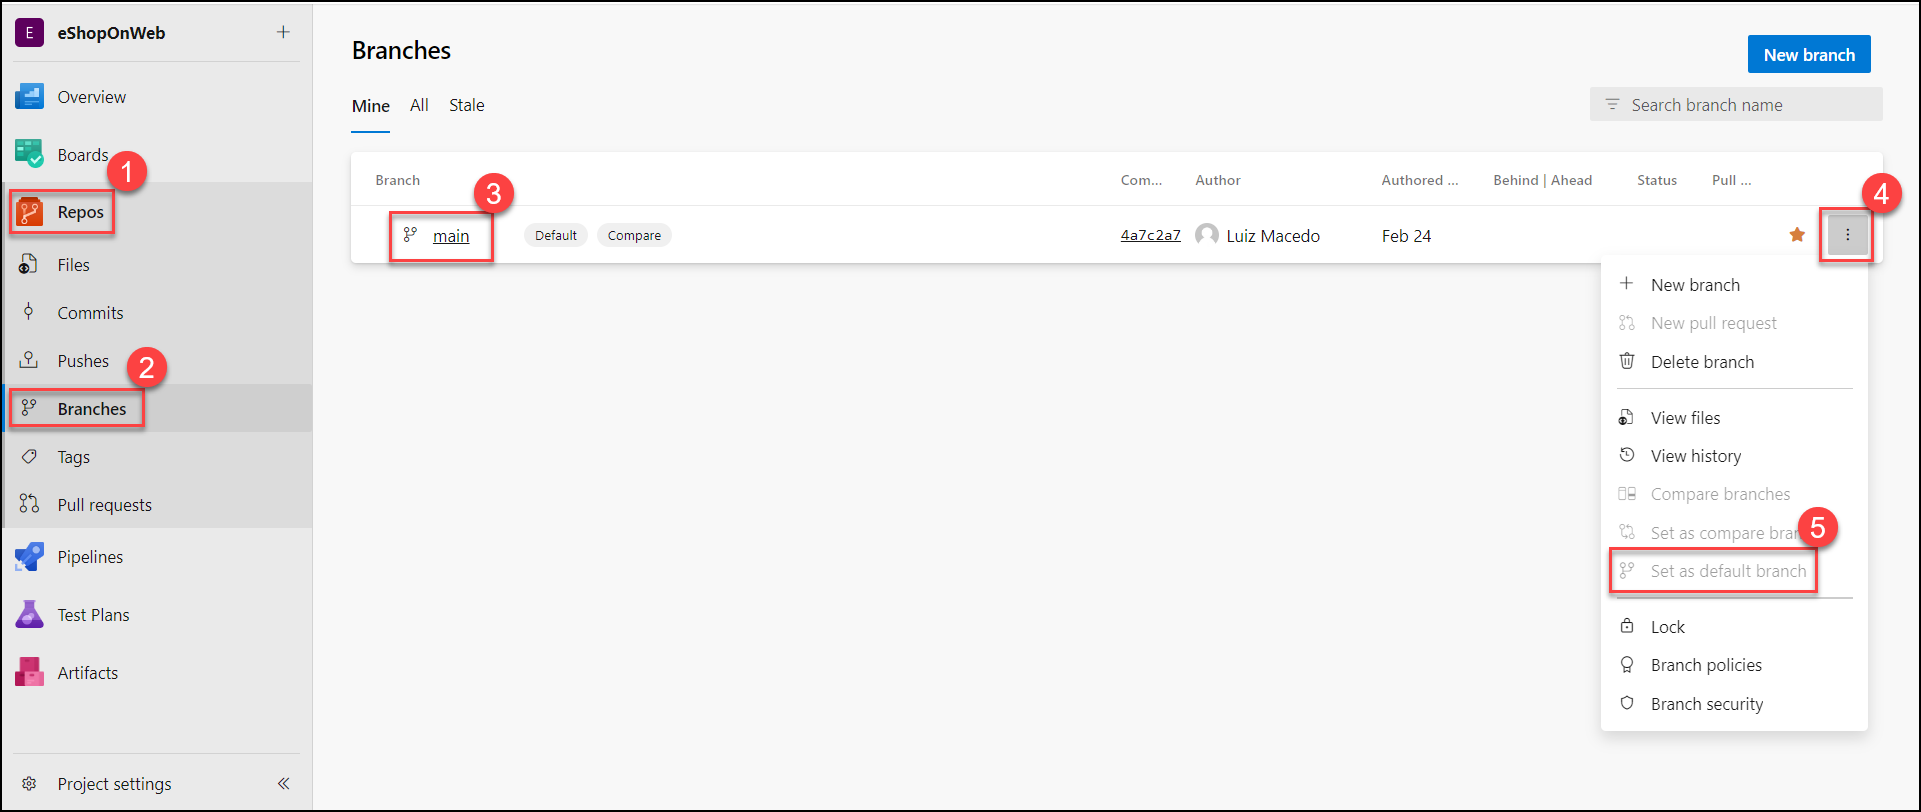 E eShopOnWeb
Overview
Boards
1
Repos
Files
Commits
Pushes
2
Branches
Tags
Pull requests
Pipelines
Test Plans
Artifacts
Project settings
Branches
New branch
Mine All Stale
Search branch name
Branch Com... Author Authored ... Behind | Ahead Status Pull ...
3
4
main Default Compare 4a7c2a7 Luiz Macedo Feb 24
New branch
New pull request
Delete branch
View files
View history
Compare branches
Set as compare bran
5
Set as default branch
Lock
Branch policies
Branch security